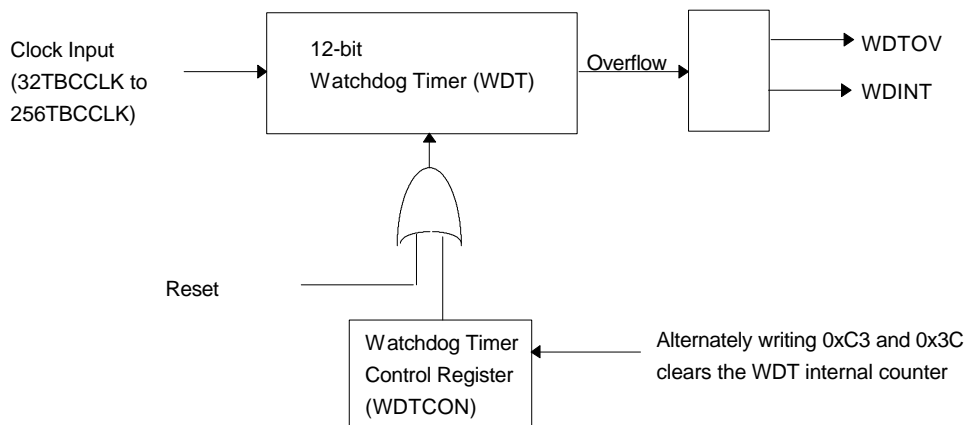 Clock Input
(32TBCCLK to
256TBCCLK)
12-bit
Watchdog Timer (WDT)
Overflow
WDTOV
WDINT
Reset
Watchdog Timer
Control Register
(WDTCON)
Alternately writing 0xC3 and 0x3C
clears the WDT internal counter